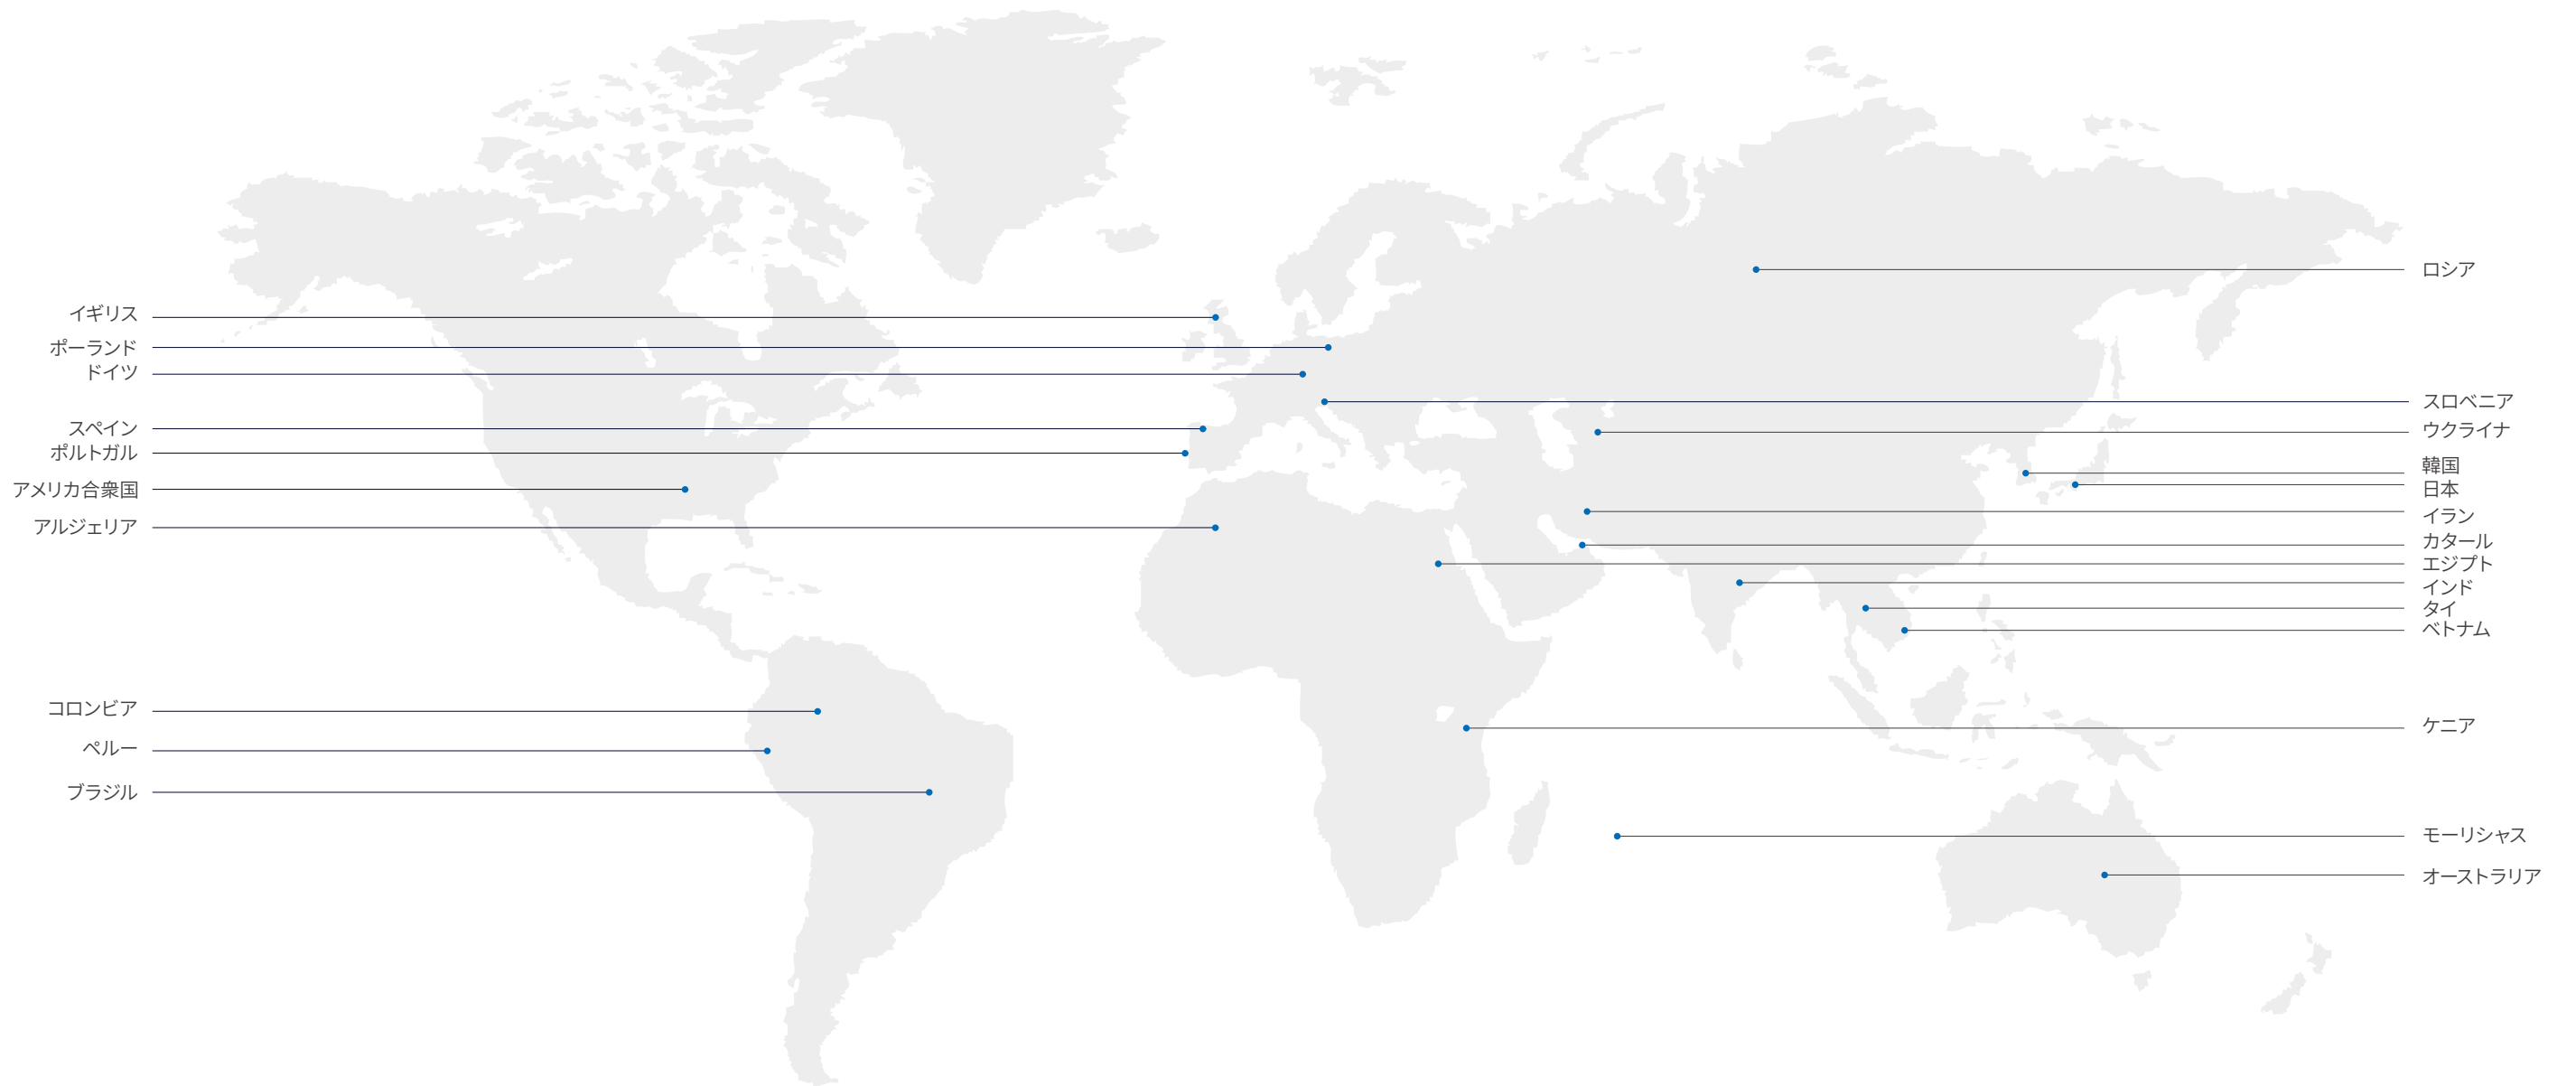 イギリス
ポーランド
ドイツ
スペイン
ポルトガル
アメリカ合衆国
アルジェリア
コロンビア
ペルー
ブラジル
ロシア
スロベニア
ウクライナ
韓国
日本
イラン
カタール
エジプト
インド
タイ
ベトナム
ケニア
モーリシャス
オーストラリア